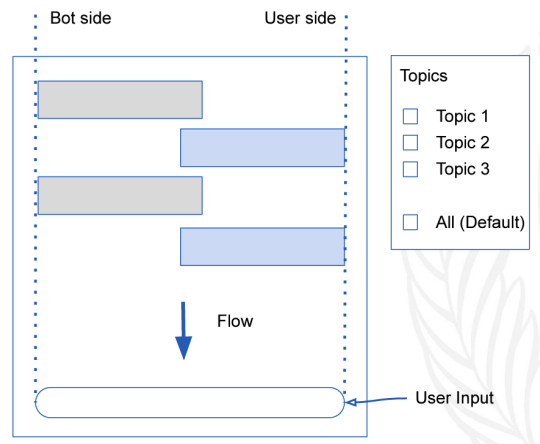 Bot side
User side
Topics
Topic 1
Topic 2
Topic 3
All (Default)
Flow
User Input